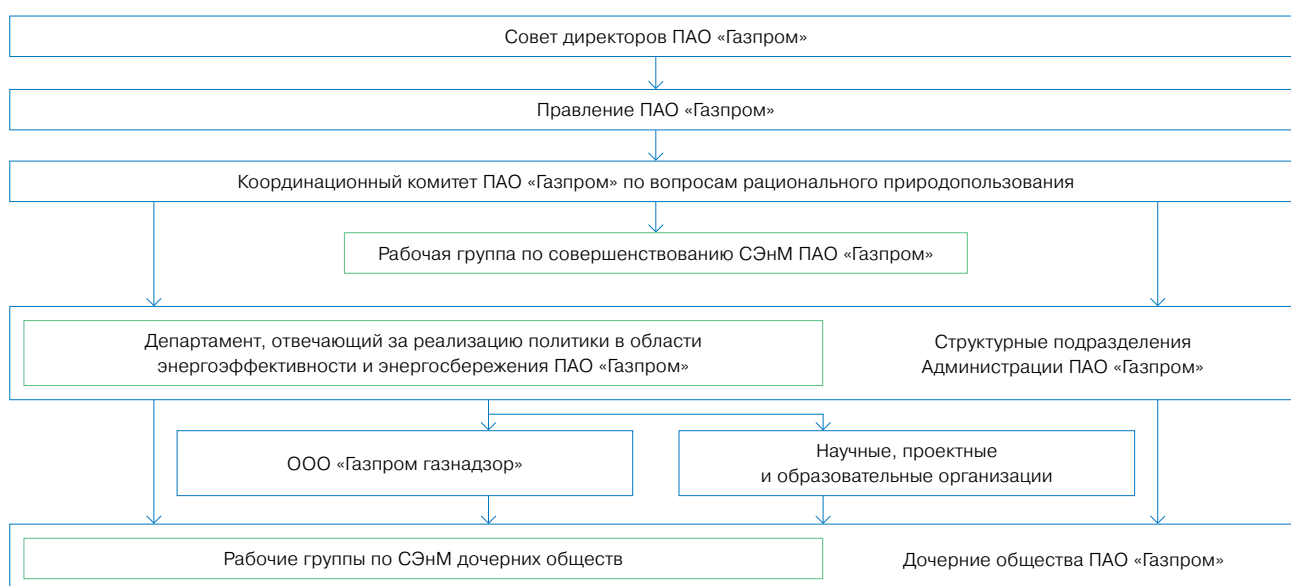 Совет директоров ПАО «Газпром»
Правление ПАО «Газпром»
Координационный комитет ПАО «Газпром» по вопросам рационального природопользования
Рабочая группа по совершенствованию СЭнМ ПАО «Газпром»
Департамент, отвечающий за реализацию политики в области
энергоэффективности и энергосбережения ПАО «Газпром»
Структурные подразделения
Администрации ПАО «Газпром»
ООО «Газпром газнадзор»
Научные, проектные
и образовательные организации
Рабочие группы по СЭнМ дочерних обществ
Дочерние общества ПАО «Газпром»